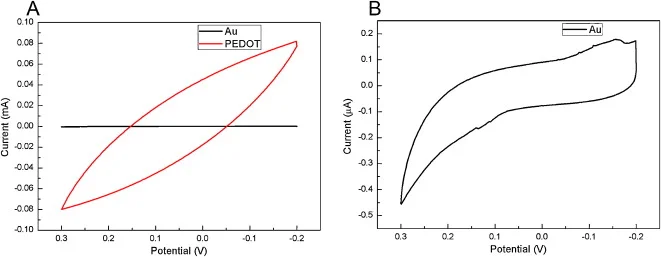 A
Au
PEDOT
0.10
0.08
0.06
0.04
0.02
0.00
-0.02
-0.04
-0.06
-0.08
-0.10
Current (mA)
0.3 0.2 0.1 0.0 -0.1 -0.2
Potential (V)
B
Au
0.2
0.1
0.0
-0.1
-0.2
-0.3
-0.4
-0.5
Current (μA)
0.3 0.2 0.1 0.0 -0.1 -0.2
Potential (V)